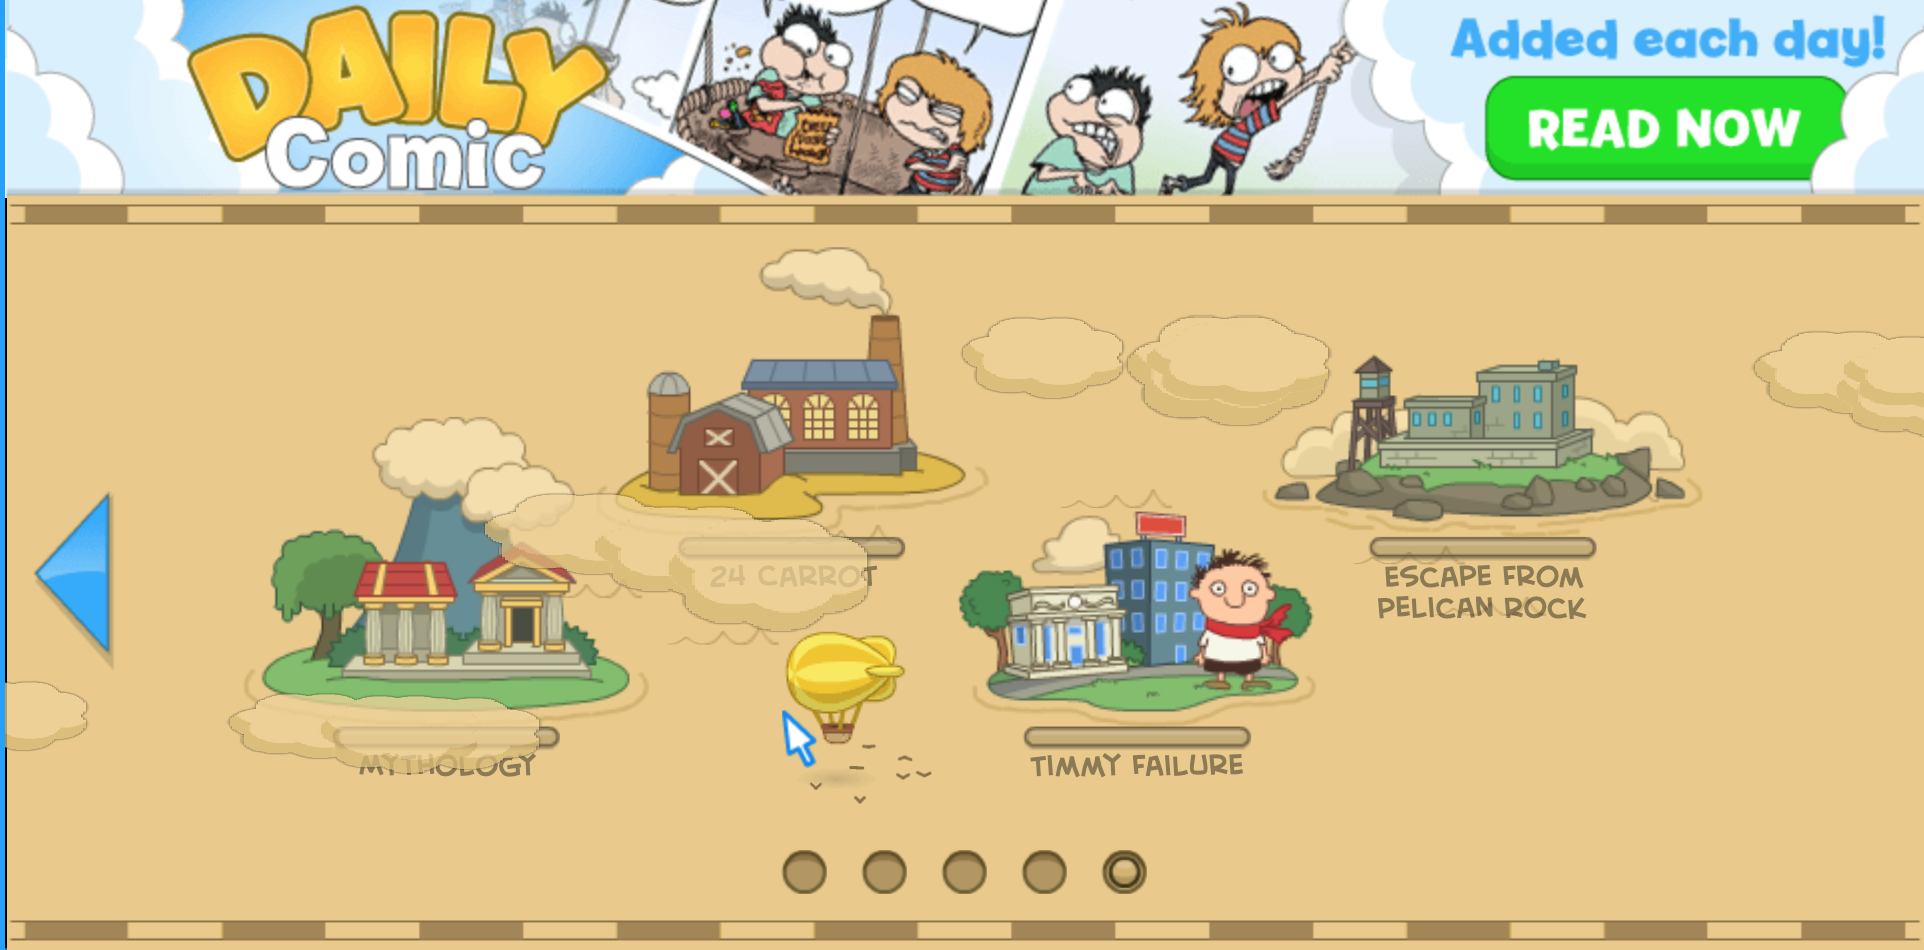 DAILY
Comic
Added each day!
READ NOW
24 CARROT
ESCAPE FROM
PELICAN ROCK
MYTHOLOGY
TIMMY FAILURE